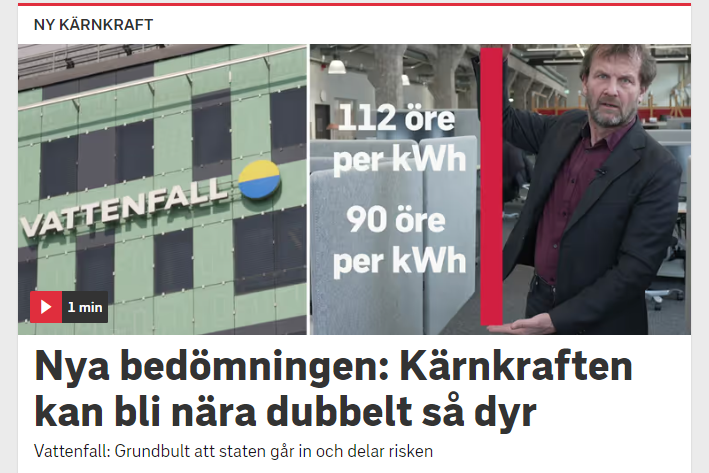 NY KÄRNKRAFT
VATTENFALL
112 öre
per kWh
90 öre
per kWh
1 min
Nya bedömningen: Kärnkraften
kan bli nära dubbelt så dyr
Vattenfall: Grundbult att staten går in och delar risken